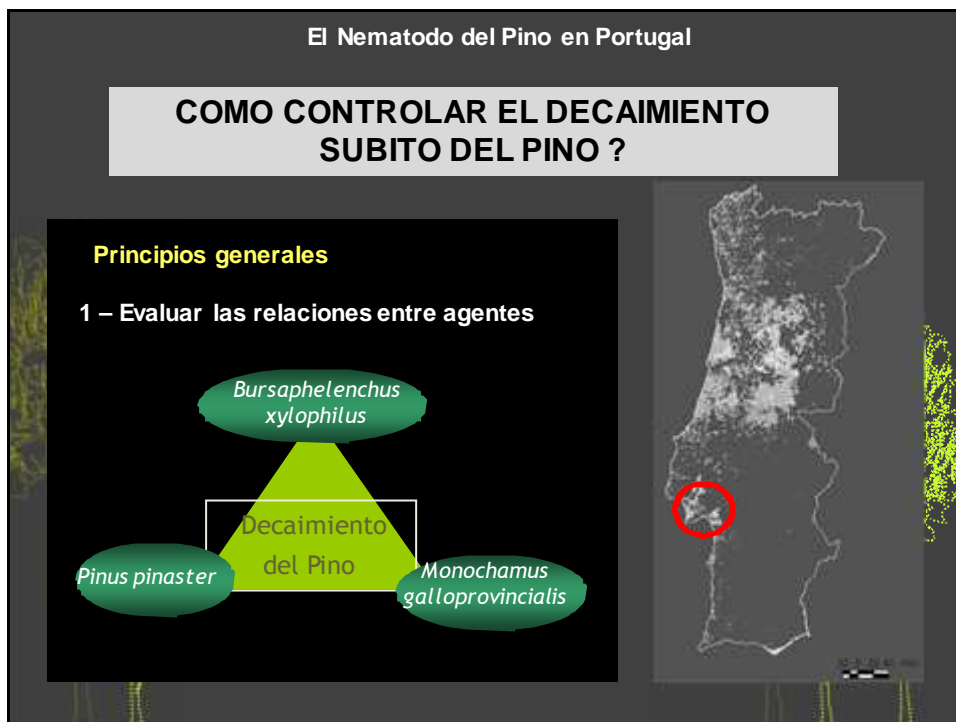 El Nematodo del Pino en Portugal
COMO CONTROLAR EL DECAIMIENTO
SUBITO DEL PINO ?
Principios generales
1 – Evaluar las relaciones entre agentes
Bursaphelenchus
xylophilus
Decaimiento
del Pino
Pinus pinaster
Monochamus
galloprovincialis